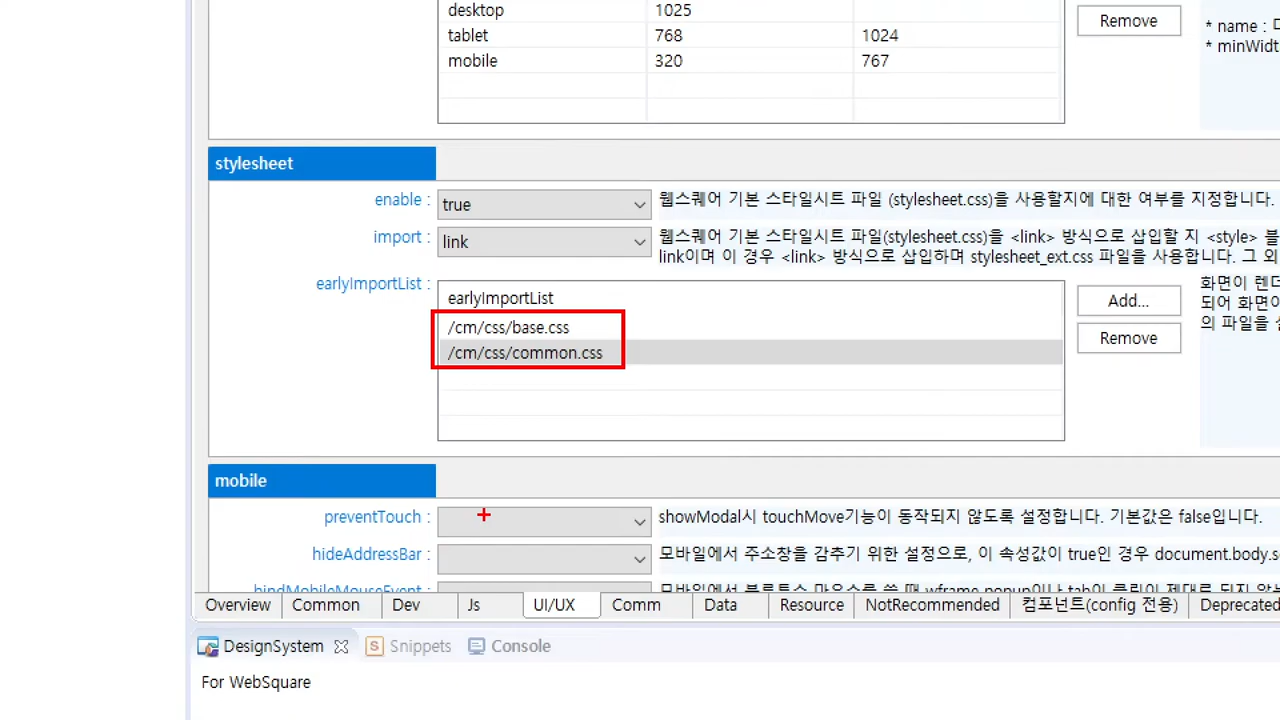 desktop 1025
tablet 768 1024
mobile 320 767
Remove
* name :
* minWidt
stylesheet
enable : true 웹스퀘어 기본 스타일시트 파일 (stylesheet.css)을 사용할지에 대한 여부를 지정합니다.
import : link 웹스퀘어 기본 스타일시트 파일(stylesheet.css)을 <link> 방식으로 삽입할 지 <style> 블
link이며 이 경우 <link> 방식으로 삽입하며 stylesheet_ext.css 파일을 사용합니다. 그 외
earlyImportList : earlyImportList
/cm/css/base.css
/cm/css/common.css
Add...
Remove
화면이 렌더
되어 화면이
의 파일을
mobile
preventTouch : showModal시 touchMove기능이 동작되지 않도록 설정합니다. 기본값은 false입니다.
hideAddressBar : 모바일에서 주소창을 감추기 위한 설정으로, 이 속성값이 true인 경우 document.body.s
bindMobileMouseEvent :
Overview Common Dev Js UI/UX Comm Data Resource NotRecommended 컴포넌트(config 전용) Deprecated
DesignSystem Snippets Console
For WebSquare